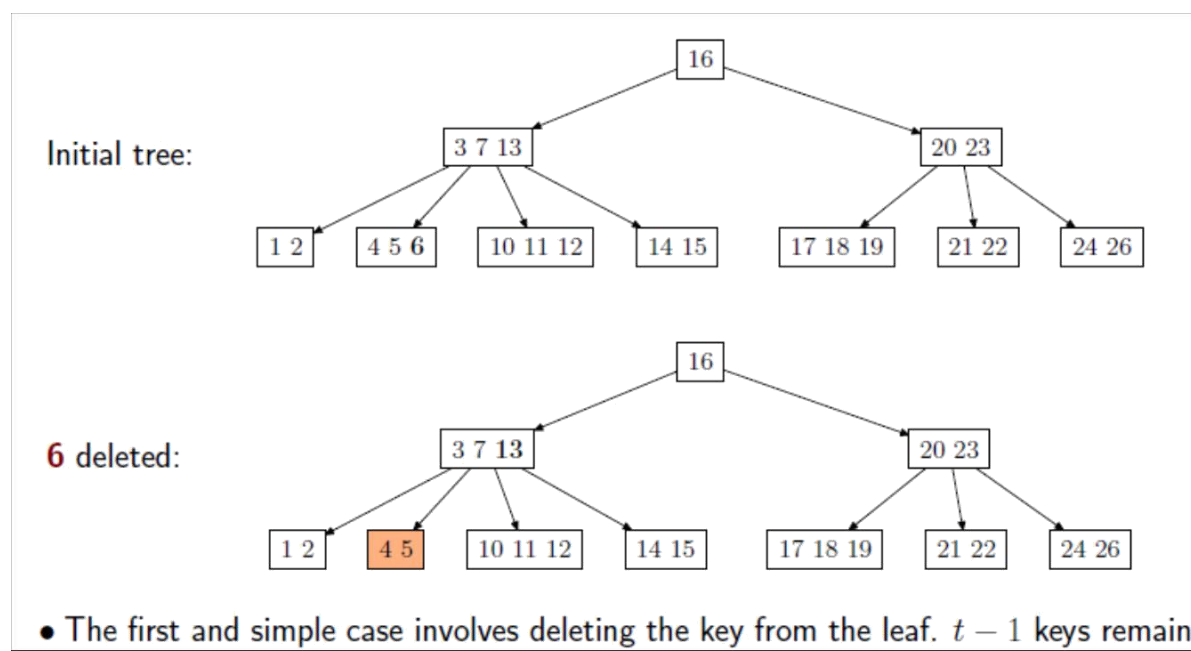 16
Initial tree:
3 7 13
20 23
1 2
4 5 6
10 11 12
14 15
17 18 19
21 22
24 26
16
6 deleted:
3 7 13
20 23
1 2
4 5
10 11 12
14 15
17 18 19
21 22
24 26
• The first and simple case involves deleting the key from the leaf. t − 1 keys remain